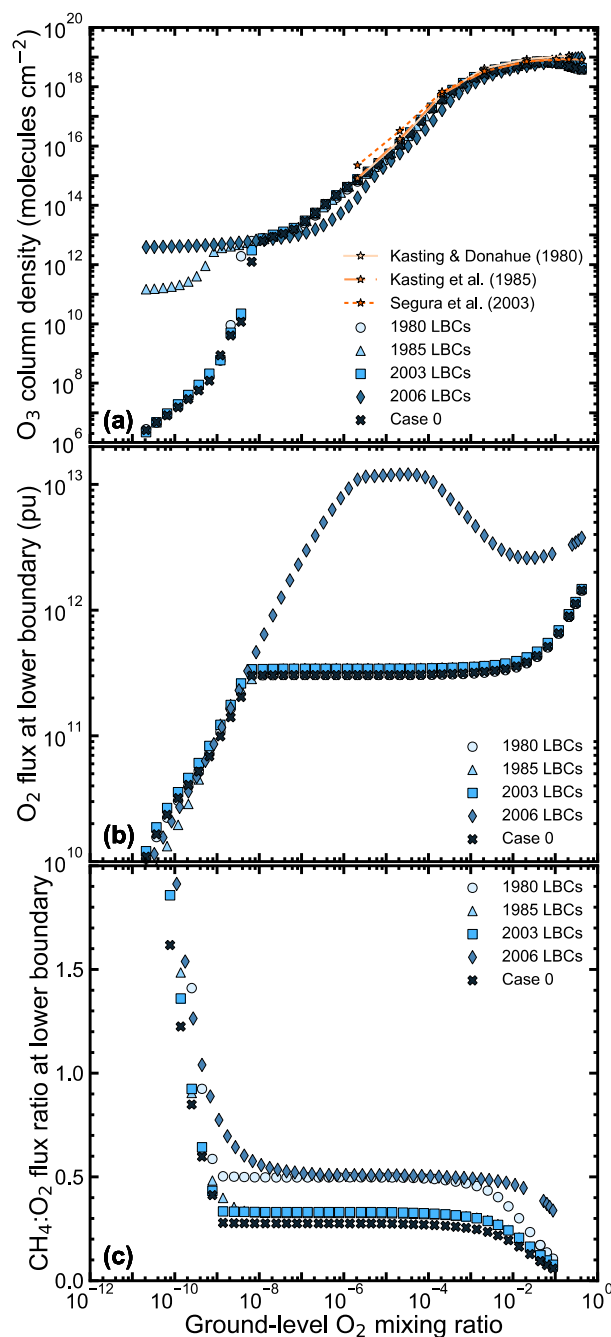 10^20
10^18
10^16
10^14
10^12
10^10
10^8
10^6
O3 column density (molecules cm−2)
Kasting & Donahue (1980)
Kasting et al. (1985)
Segura et al. (2003)
1980 LBCs
1985 LBCs
2003 LBCs
2006 LBCs
Case 0
(a)
10^13
10^12
10^11
10^10
O2 flux at lower boundary (pu)
1980 LBCs
1985 LBCs
2003 LBCs
2006 LBCs
Case 0
(b)
1.5
1.0
0.5
0.0
CH4:O2 flux ratio at lower boundary
1980 LBCs
1985 LBCs
2003 LBCs
2006 LBCs
Case 0
(c)
10^−12 10^−10 10^−8 10^−6 10^−4 10^−2 10^0
Ground-level O2 mixing ratio